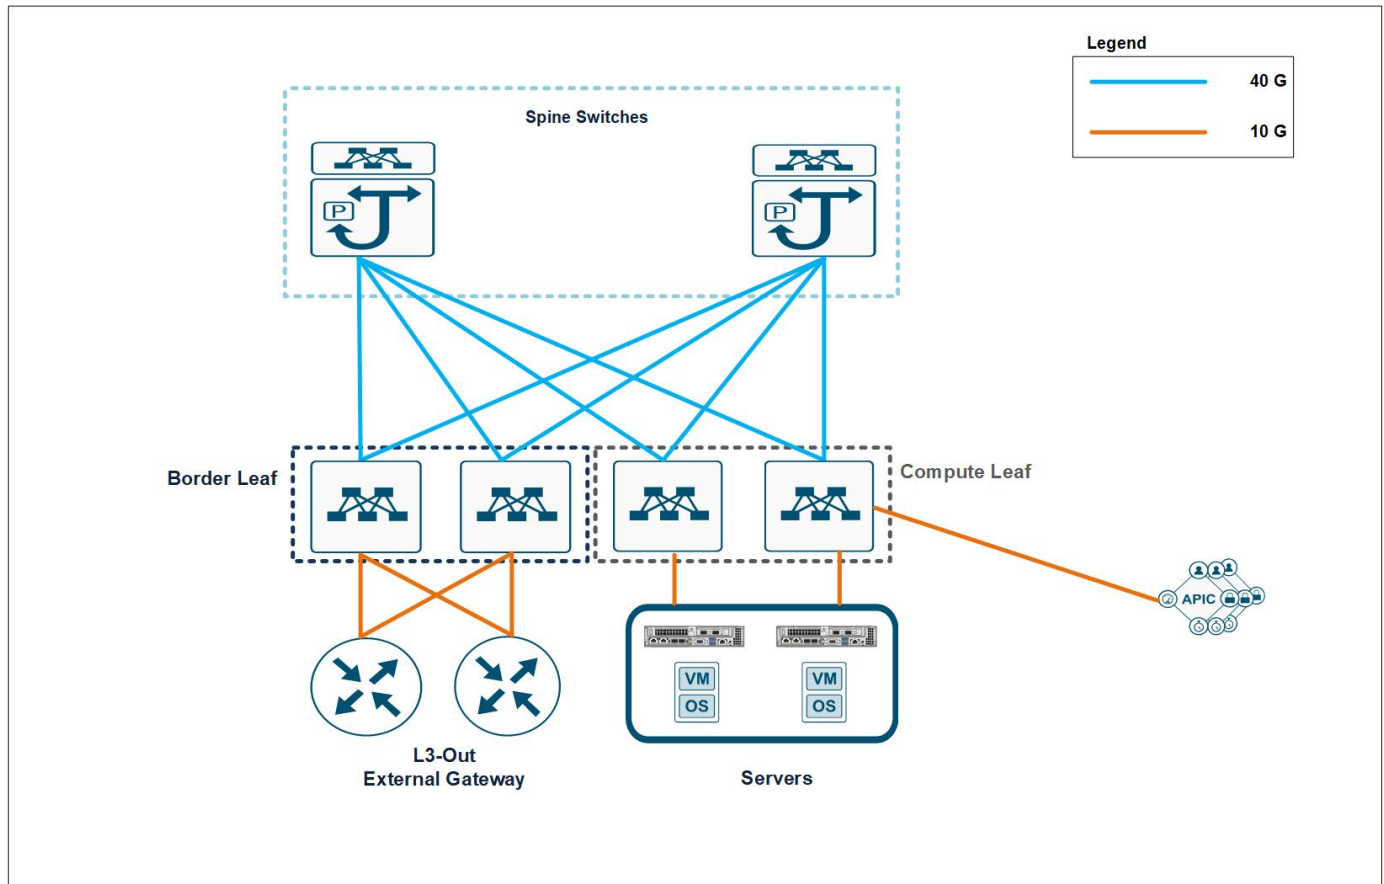 Legend
40 G
10 G
Spine Switches
P
P
Border Leaf
Compute Leaf
APIC
VM
OS
VM
OS
L3-Out
External Gateway
Servers